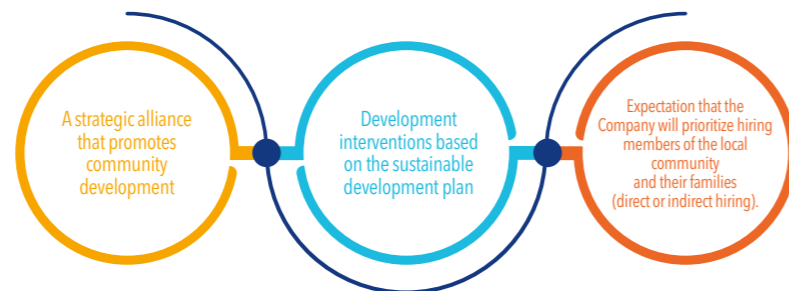 A strategic alliance
that promotes
community
development
Development
interventions based
on the sustainable
development plan
Expectation that the
Company will prioritize hiring
members of the local
community
and their families
(direct or indirect hiring).